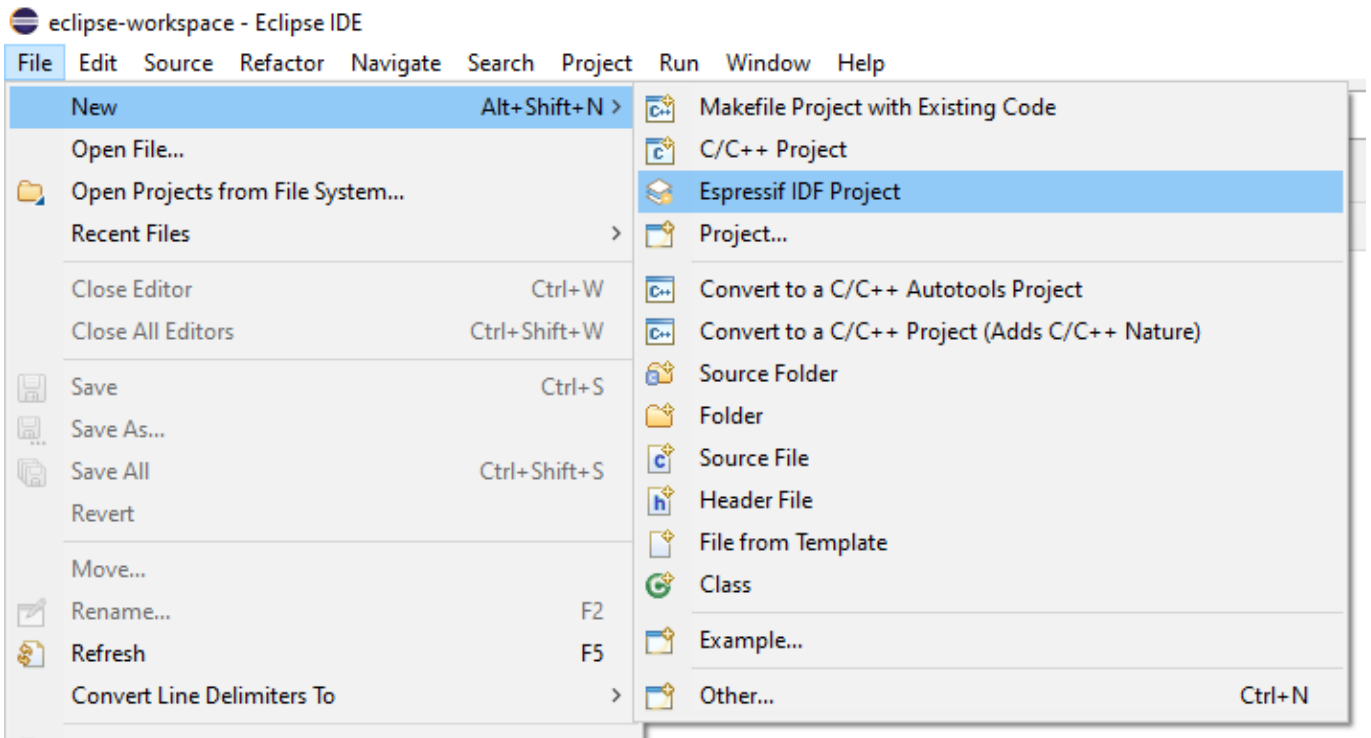 eclipse-workspace - Eclipse IDE
File Edit Source Refactor Navigate Search Project Run Window Help
New Alt+Shift+N >
Open File...
Open Projects from File System...
Recent Files >
Close Editor Ctrl+W
Close All Editors Ctrl+Shift+W
Save Ctrl+S
Save As...
Save All Ctrl+Shift+S
Revert
Move...
Rename... F2
Refresh F5
Convert Line Delimiters To >
Makefile Project with Existing Code
C/C++ Project
Espressif IDF Project
Project...
Convert to a C/C++ Autotools Project
Convert to a C/C++ Project (Adds C/C++ Nature)
Source Folder
Folder
Source File
Header File
File from Template
Class
Example...
Other... Ctrl+N